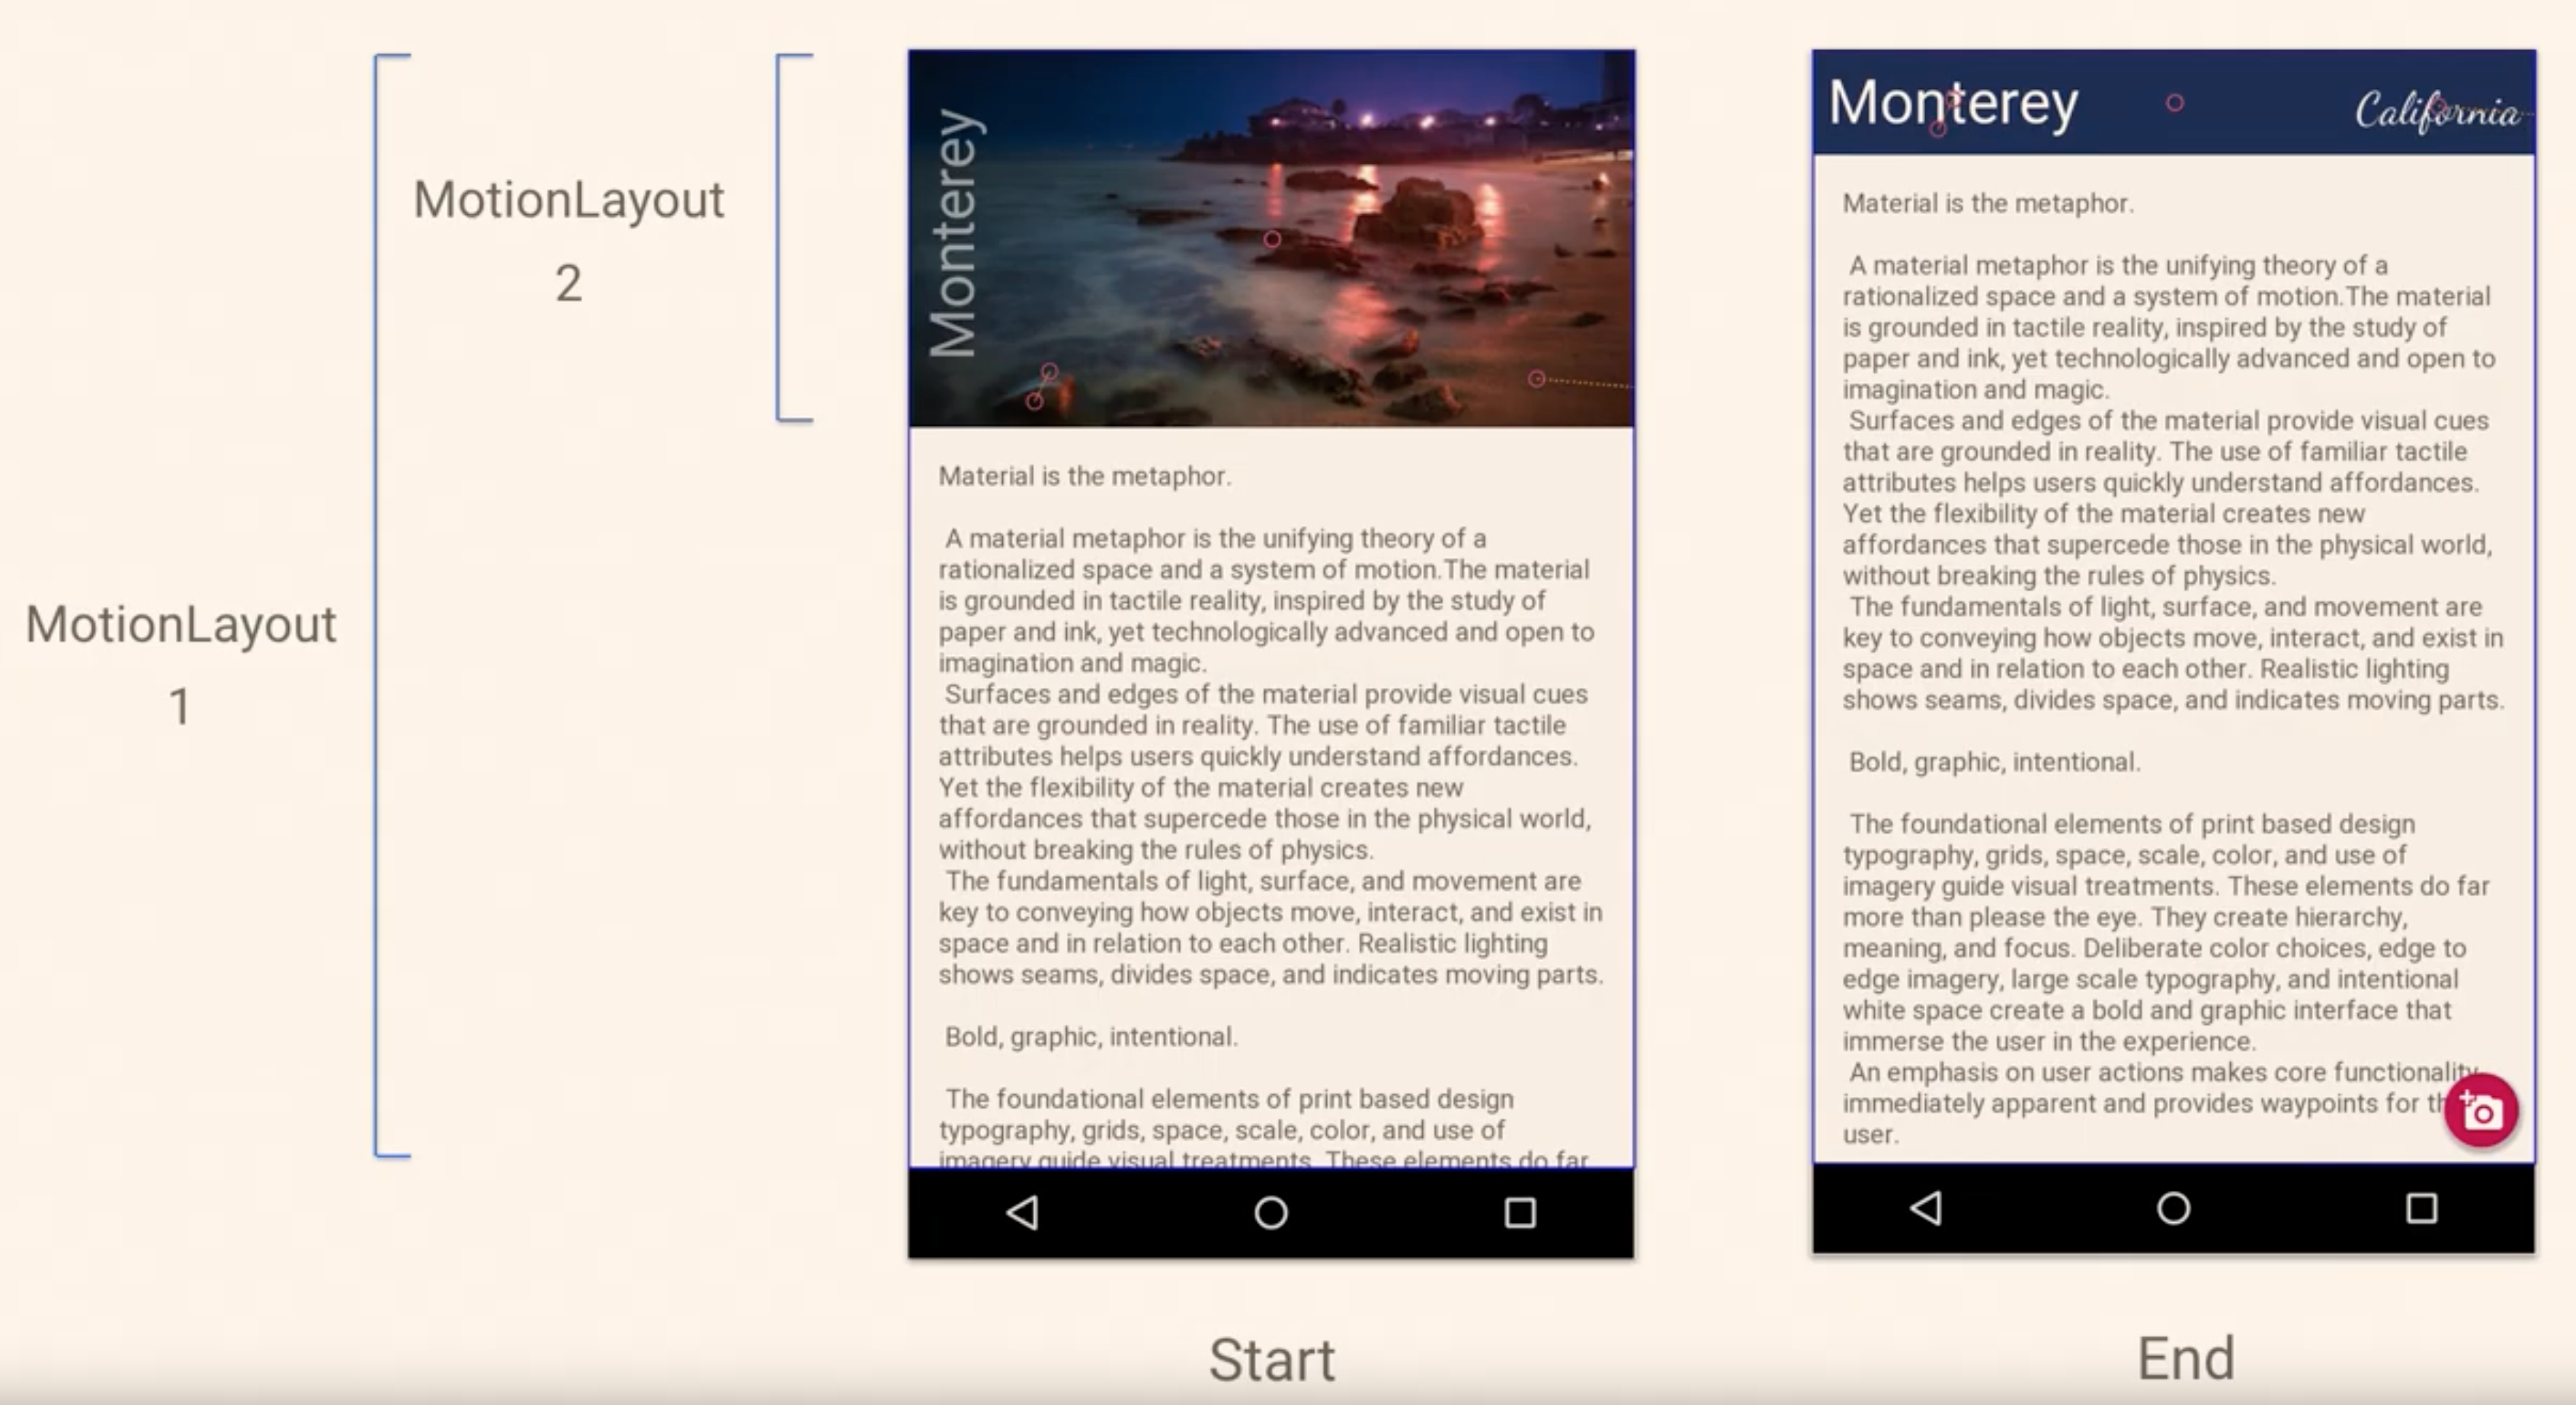 MotionLayout
1
MotionLayout
2
Monterey
Material is the metaphor.
A material metaphor is the unifying theory of a
rationalized space and a system of motion.The material
is grounded in tactile reality, inspired by the study of
paper and ink, yet technologically advanced and open to
imagination and magic.
Surfaces and edges of the material provide visual cues
that are grounded in reality. The use of familiar tactile
attributes helps users quickly understand affordances.
Yet the flexibility of the material creates new
affordances that supercede those in the physical world,
without breaking the rules of physics.
The fundamentals of light, surface, and movement are
key to conveying how objects move, interact, and exist in
space and in relation to each other. Realistic lighting
shows seams, divides space, and indicates moving parts.
Bold, graphic, intentional.
The foundational elements of print based design
typography, grids, space, scale, color, and use of
imagery guide visual treatments. These elements do far
Start
Monterey
California
Material is the metaphor.
A material metaphor is the unifying theory of a
rationalized space and a system of motion.The material
is grounded in tactile reality, inspired by the study of
paper and ink, yet technologically advanced and open to
imagination and magic.
Surfaces and edges of the material provide visual cues
that are grounded in reality. The use of familiar tactile
attributes helps users quickly understand affordances.
Yet the flexibility of the material creates new
affordances that supercede those in the physical world,
without breaking the rules of physics.
The fundamentals of light, surface, and movement are
key to conveying how objects move, interact, and exist in
space and in relation to each other. Realistic lighting
shows seams, divides space, and indicates moving parts.
Bold, graphic, intentional.
The foundational elements of print based design
typography, grids, space, scale, color, and use of
imagery guide visual treatments. These elements do far
more than please the eye. They create hierarchy,
meaning, and focus. Deliberate color choices, edge to
edge imagery, large scale typography, and intentional
white space create a bold and graphic interface that
immerse the user in the experience.
An emphasis on user actions makes core functionality
immediately apparent and provides waypoints for
user.
End